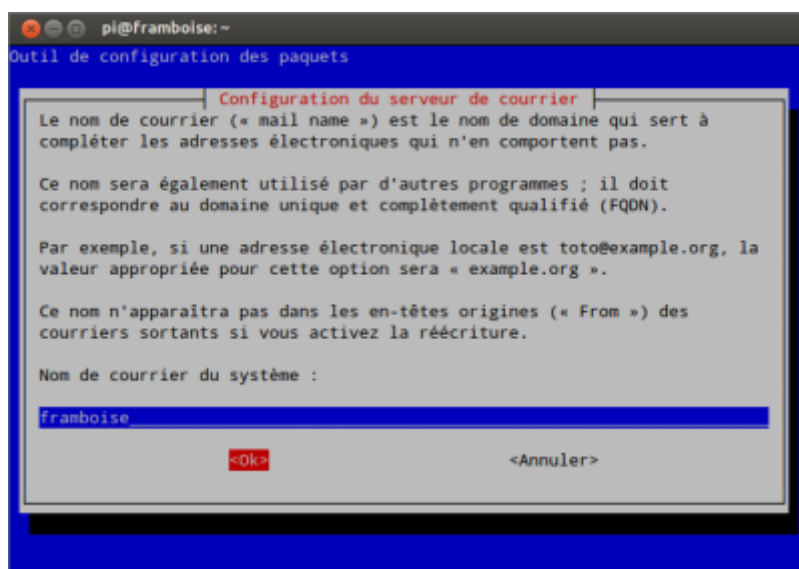 pi@framboise: ~
Outil de configuration des paquets
Configuration du serveur de courrier
Le nom de courrier (« mail name ») est le nom de domaine qui sert à
compléter les adresses électroniques qui n'en comportent pas.
Ce nom sera également utilisé par d'autres programmes ; il doit
correspondre au domaine unique et complètement qualifié (FQDN).
Par exemple, si une adresse électronique locale est toto@example.org, la
valeur appropriée pour cette option sera « example.org ».
Ce nom n'apparaîtra pas dans les en-têtes origines (« From ») des
courriers sortants si vous activez la réécriture.
Nom de courrier du système :
framboise
<Ok> <Annuler>